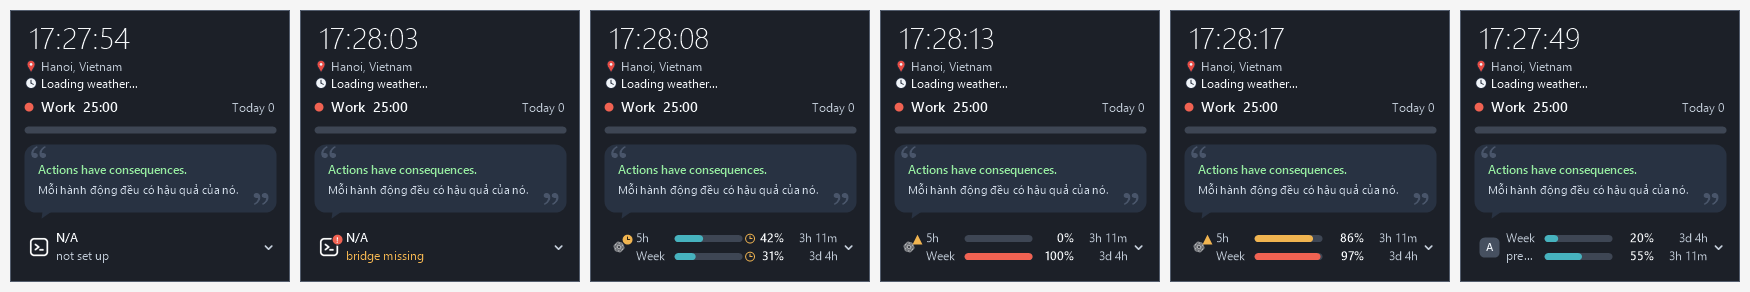 17:27:54
Hanoi, Vietnam
Loading weather...
Work 25:00 Today 0
Actions have consequences.
Mỗi hành động đều có hậu quả của nó.
N/A
not set up
17:28:03
Hanoi, Vietnam
Loading weather...
Work 25:00 Today 0
Actions have consequences.
Mỗi hành động đều có hậu quả của nó.
N/A
bridge missing
17:28:08
Hanoi, Vietnam
Loading weather...
Work 25:00 Today 0
Actions have consequences.
Mỗi hành động đều có hậu quả của nó.
5h 42% 3h 11m
Week 31% 3d 4h
17:28:13
Hanoi, Vietnam
Loading weather...
Work 25:00 Today 0
Actions have consequences.
Mỗi hành động đều có hậu quả của nó.
5h 0% 3h 11m
Week 100% 3d 4h
17:28:17
Hanoi, Vietnam
Loading weather...
Work 25:00 Today 0
Actions have consequences.
Mỗi hành động đều có hậu quả của nó.
5h 86% 3h 11m
Week 97% 3d 4h
17:27:49
Hanoi, Vietnam
Loading weather...
Work 25:00 Today 0
Actions have consequences.
Mỗi hành động đều có hậu quả của nó.
A
Week 20% 3d 4h
pre... 55% 3h 11m